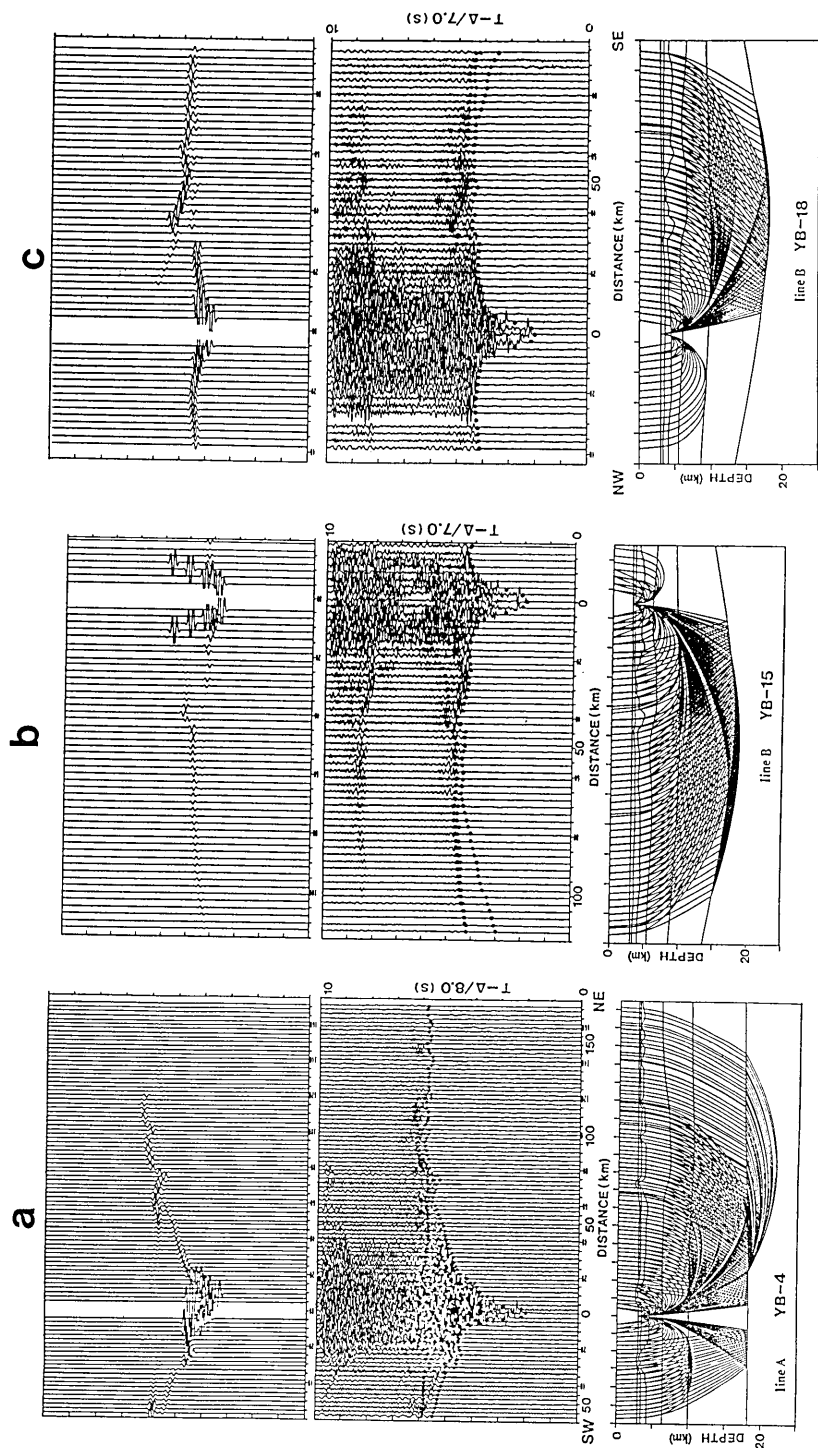 a
b
c
10
T−Δ/8.0 (S)
0
50
0
50
100
150
SW
DISTANCE (km)
NE
0
DEPTH (km)
20
line A
YB−4
10
T−Δ/7.0 (S)
0
100
50
0
DISTANCE (km)
0
DEPTH (km)
20
line B
YB−15
10
T−Δ/7.0 (S)
0
0
50
NW
DISTANCE (km)
SE
0
DEPTH (km)
20
line B
YB−18